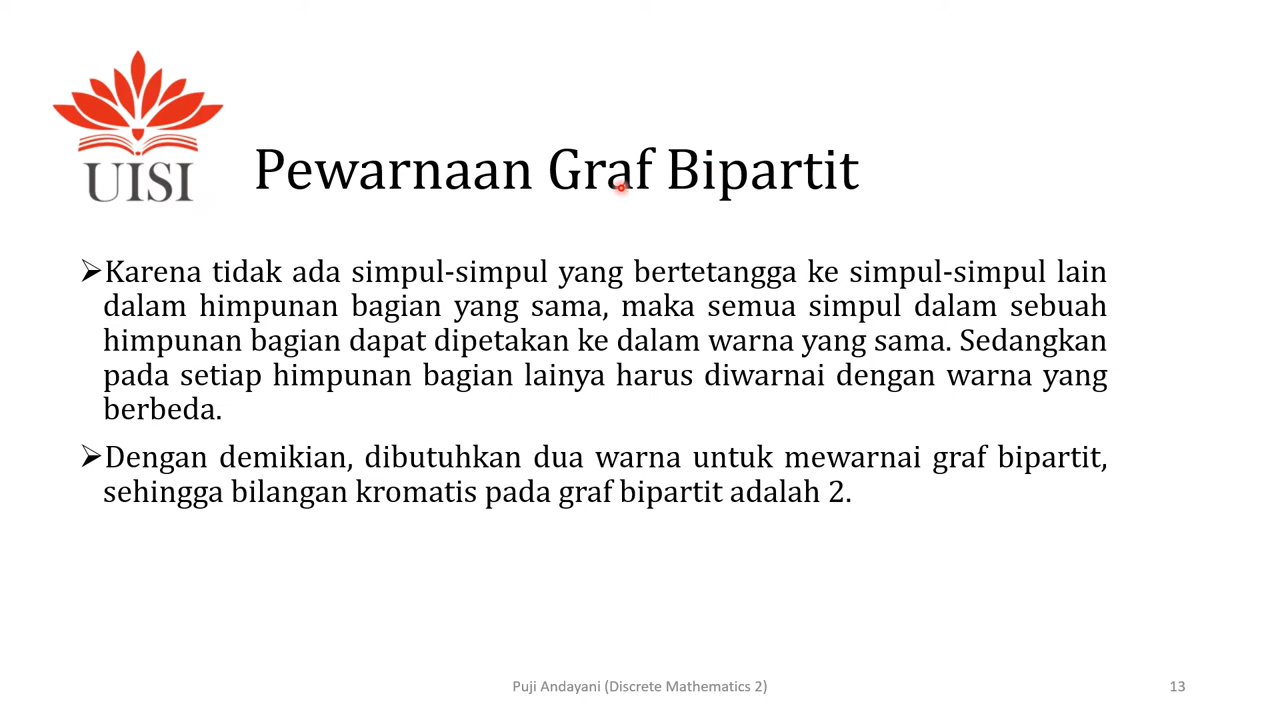 UISI
Pewarnaan Graf Bipartit
➢Karena tidak ada simpul-simpul yang bertetangga ke simpul-simpul lain
dalam himpunan bagian yang sama, maka semua simpul dalam sebuah
himpunan bagian dapat dipetakan ke dalam warna yang sama. Sedangkan
pada setiap himpunan bagian lainya harus diwarnai dengan warna yang
berbeda.
➢Dengan demikian, dibutuhkan dua warna untuk mewarnai graf bipartit,
sehingga bilangan kromatis pada graf bipartit adalah 2.
Puji Andayani (Discrete Mathematics 2)
13